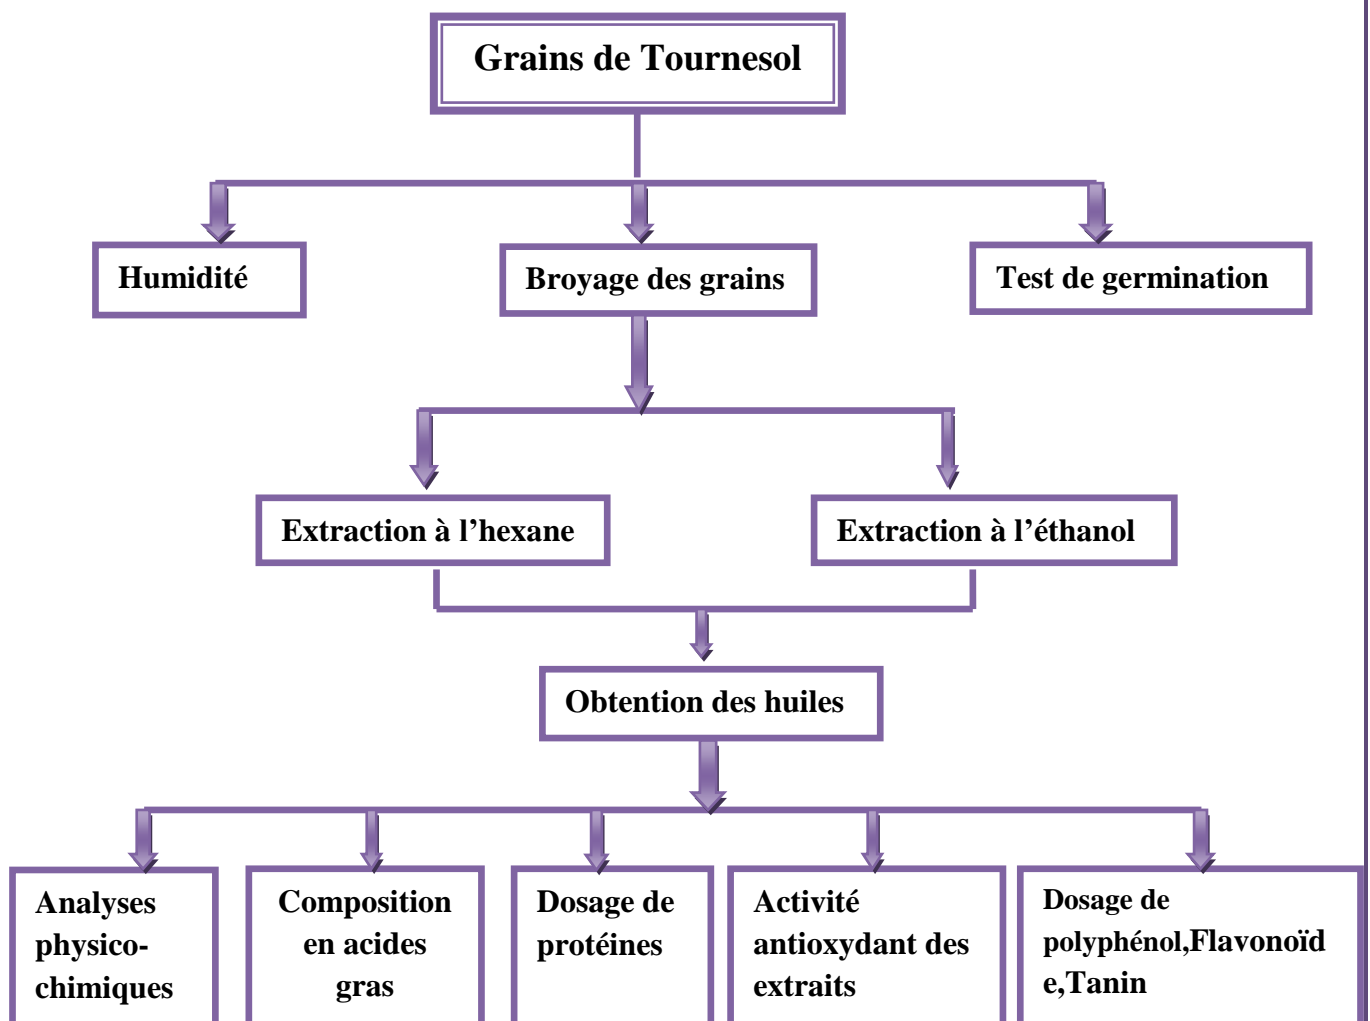 Grains de Tournesol
Humidité
Broyage des grains
Test de germination
Extraction à l’hexane
Extraction à l’éthanol
Obtention des huiles
Analyses
physico-
chimiques
Composition
en acides
gras
Dosage de
protéines
Activité
antioxydant des
extraits
Dosage de
polyphénol,Flavonoïd
e,Tanin